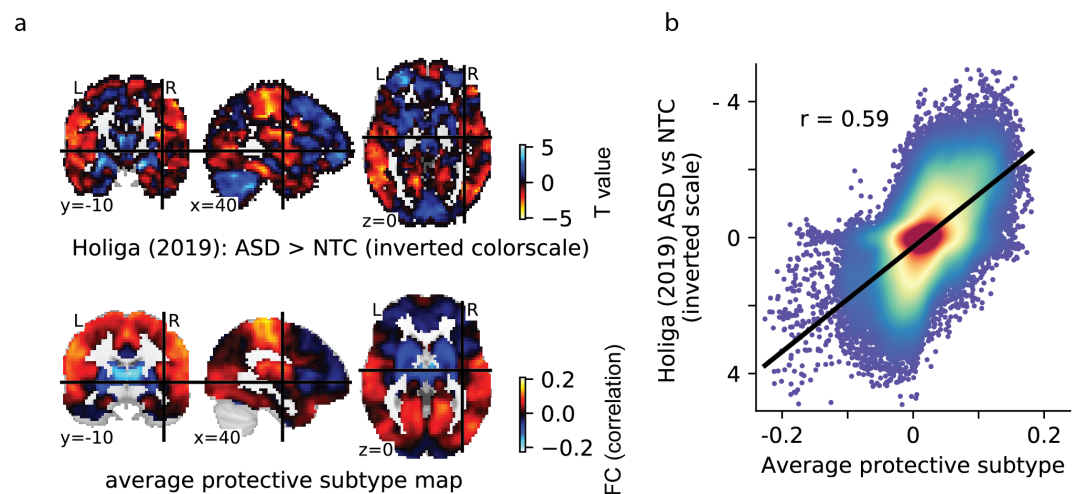 a
L R
y=-10
x=40
L R
z=0
5
0
−5
T value
Holiga (2019): ASD > NTC (inverted colorscale)
L R
y=-10
x=40
L R
z=0
0.2
0.0
−0.2
FC (correlation)
average protective subtype map
b
Holiga (2019) ASD vs NTC
(inverted scale)
- 4
0
4
r = 0.59
-0.2 0 0.2
Average protective subtype